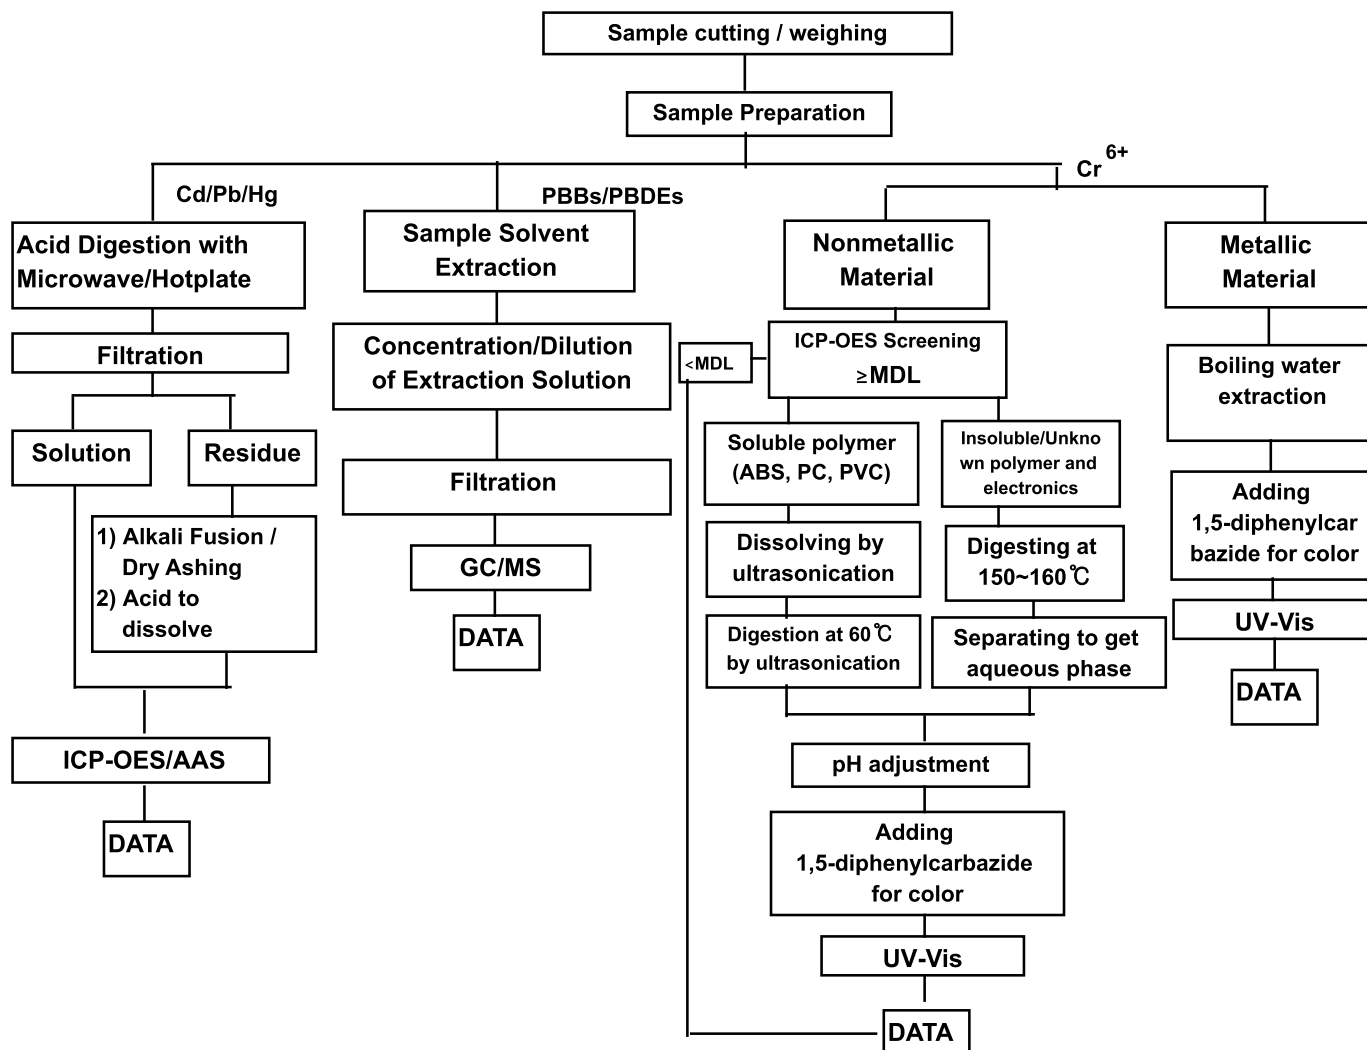 Sample cutting / weighing
Sample Preparation
Cr 6+
Cd/Pb/Hg
PBBs/PBDEs
Acid Digestion with
Microwave/Hotplate
Filtration
Solution
Residue
1) Alkali Fusion /
Dry Ashing
2) Acid to
dissolve
ICP-OES/AAS
DATA
Sample Solvent
Extraction
Concentration/Dilution
of Extraction Solution
Filtration
GC/MS
DATA
Nonmetallic
Material
ICP-OES Screening
≥MDL
<MDL
Soluble polymer
(ABS, PC, PVC)
Dissolving by
ultrasonication
Digestion at 60℃
by ultrasonication
Insoluble/Unkno
wn polymer and
electronics
Digesting at
150~160℃
Separating to get
aqueous phase
pH adjustment
Adding
1,5-diphenylcarbazide
for color
UV-Vis
DATA
Metallic
Material
Boiling water
extraction
Adding
1,5-diphenylcar
bazide for color
UV-Vis
DATA